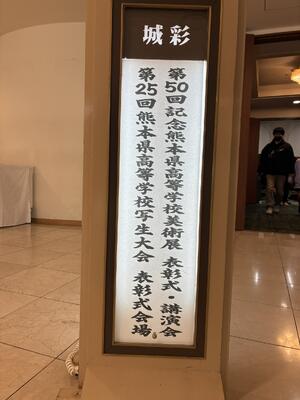 彩城
第50回記念熊本県高等学校美術展 表彰式・講演会
第25回熊本県高等学校写生大会 表彰式会場